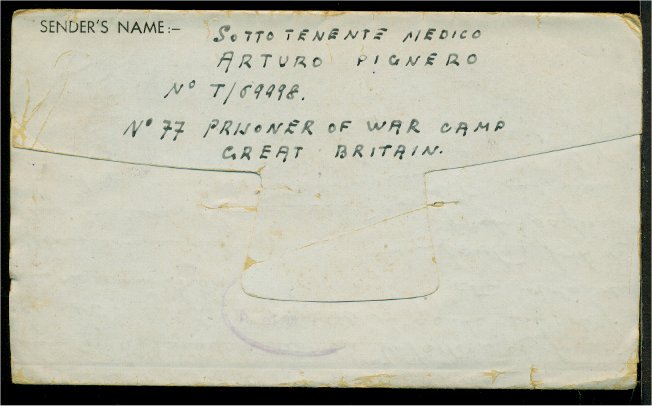 SENDER'S NAME:-
SOTTOTENENTE MEDICO
ARTURO PIGNERO
Nº T/69998.
Nº 77 PRISONER OF WAR CAMP
GREAT BRITAIN.